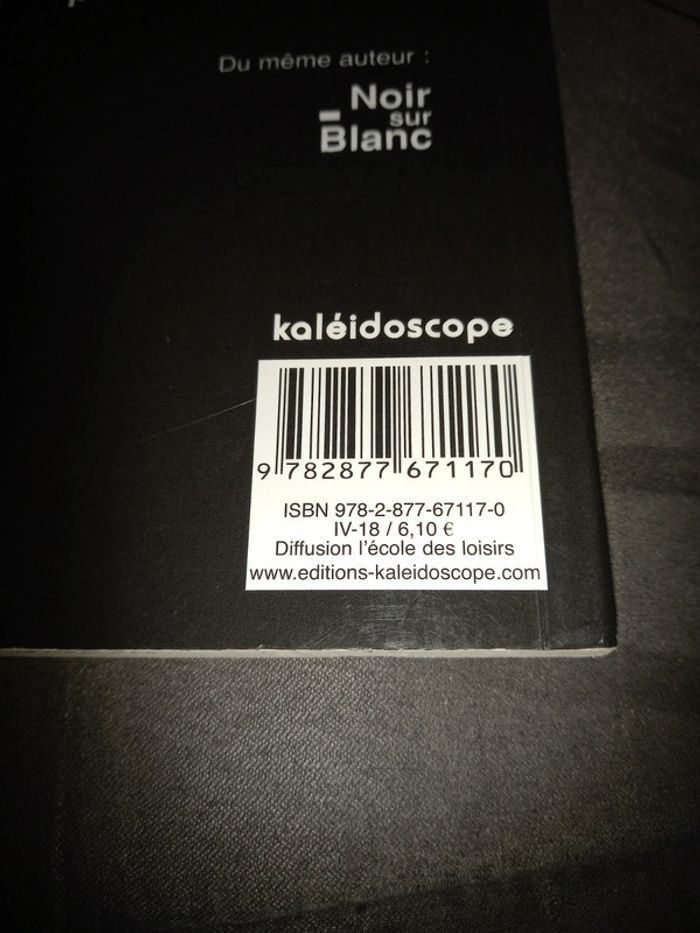 Du même auteur :
Noir
sur
Blanc
kaléidoscope
9 782877 671170
ISBN 978-2-877-67117-0
IV-18 / 6,10 €
Diffusion l'école des loisirs
www.editions-kaleidoscope.com